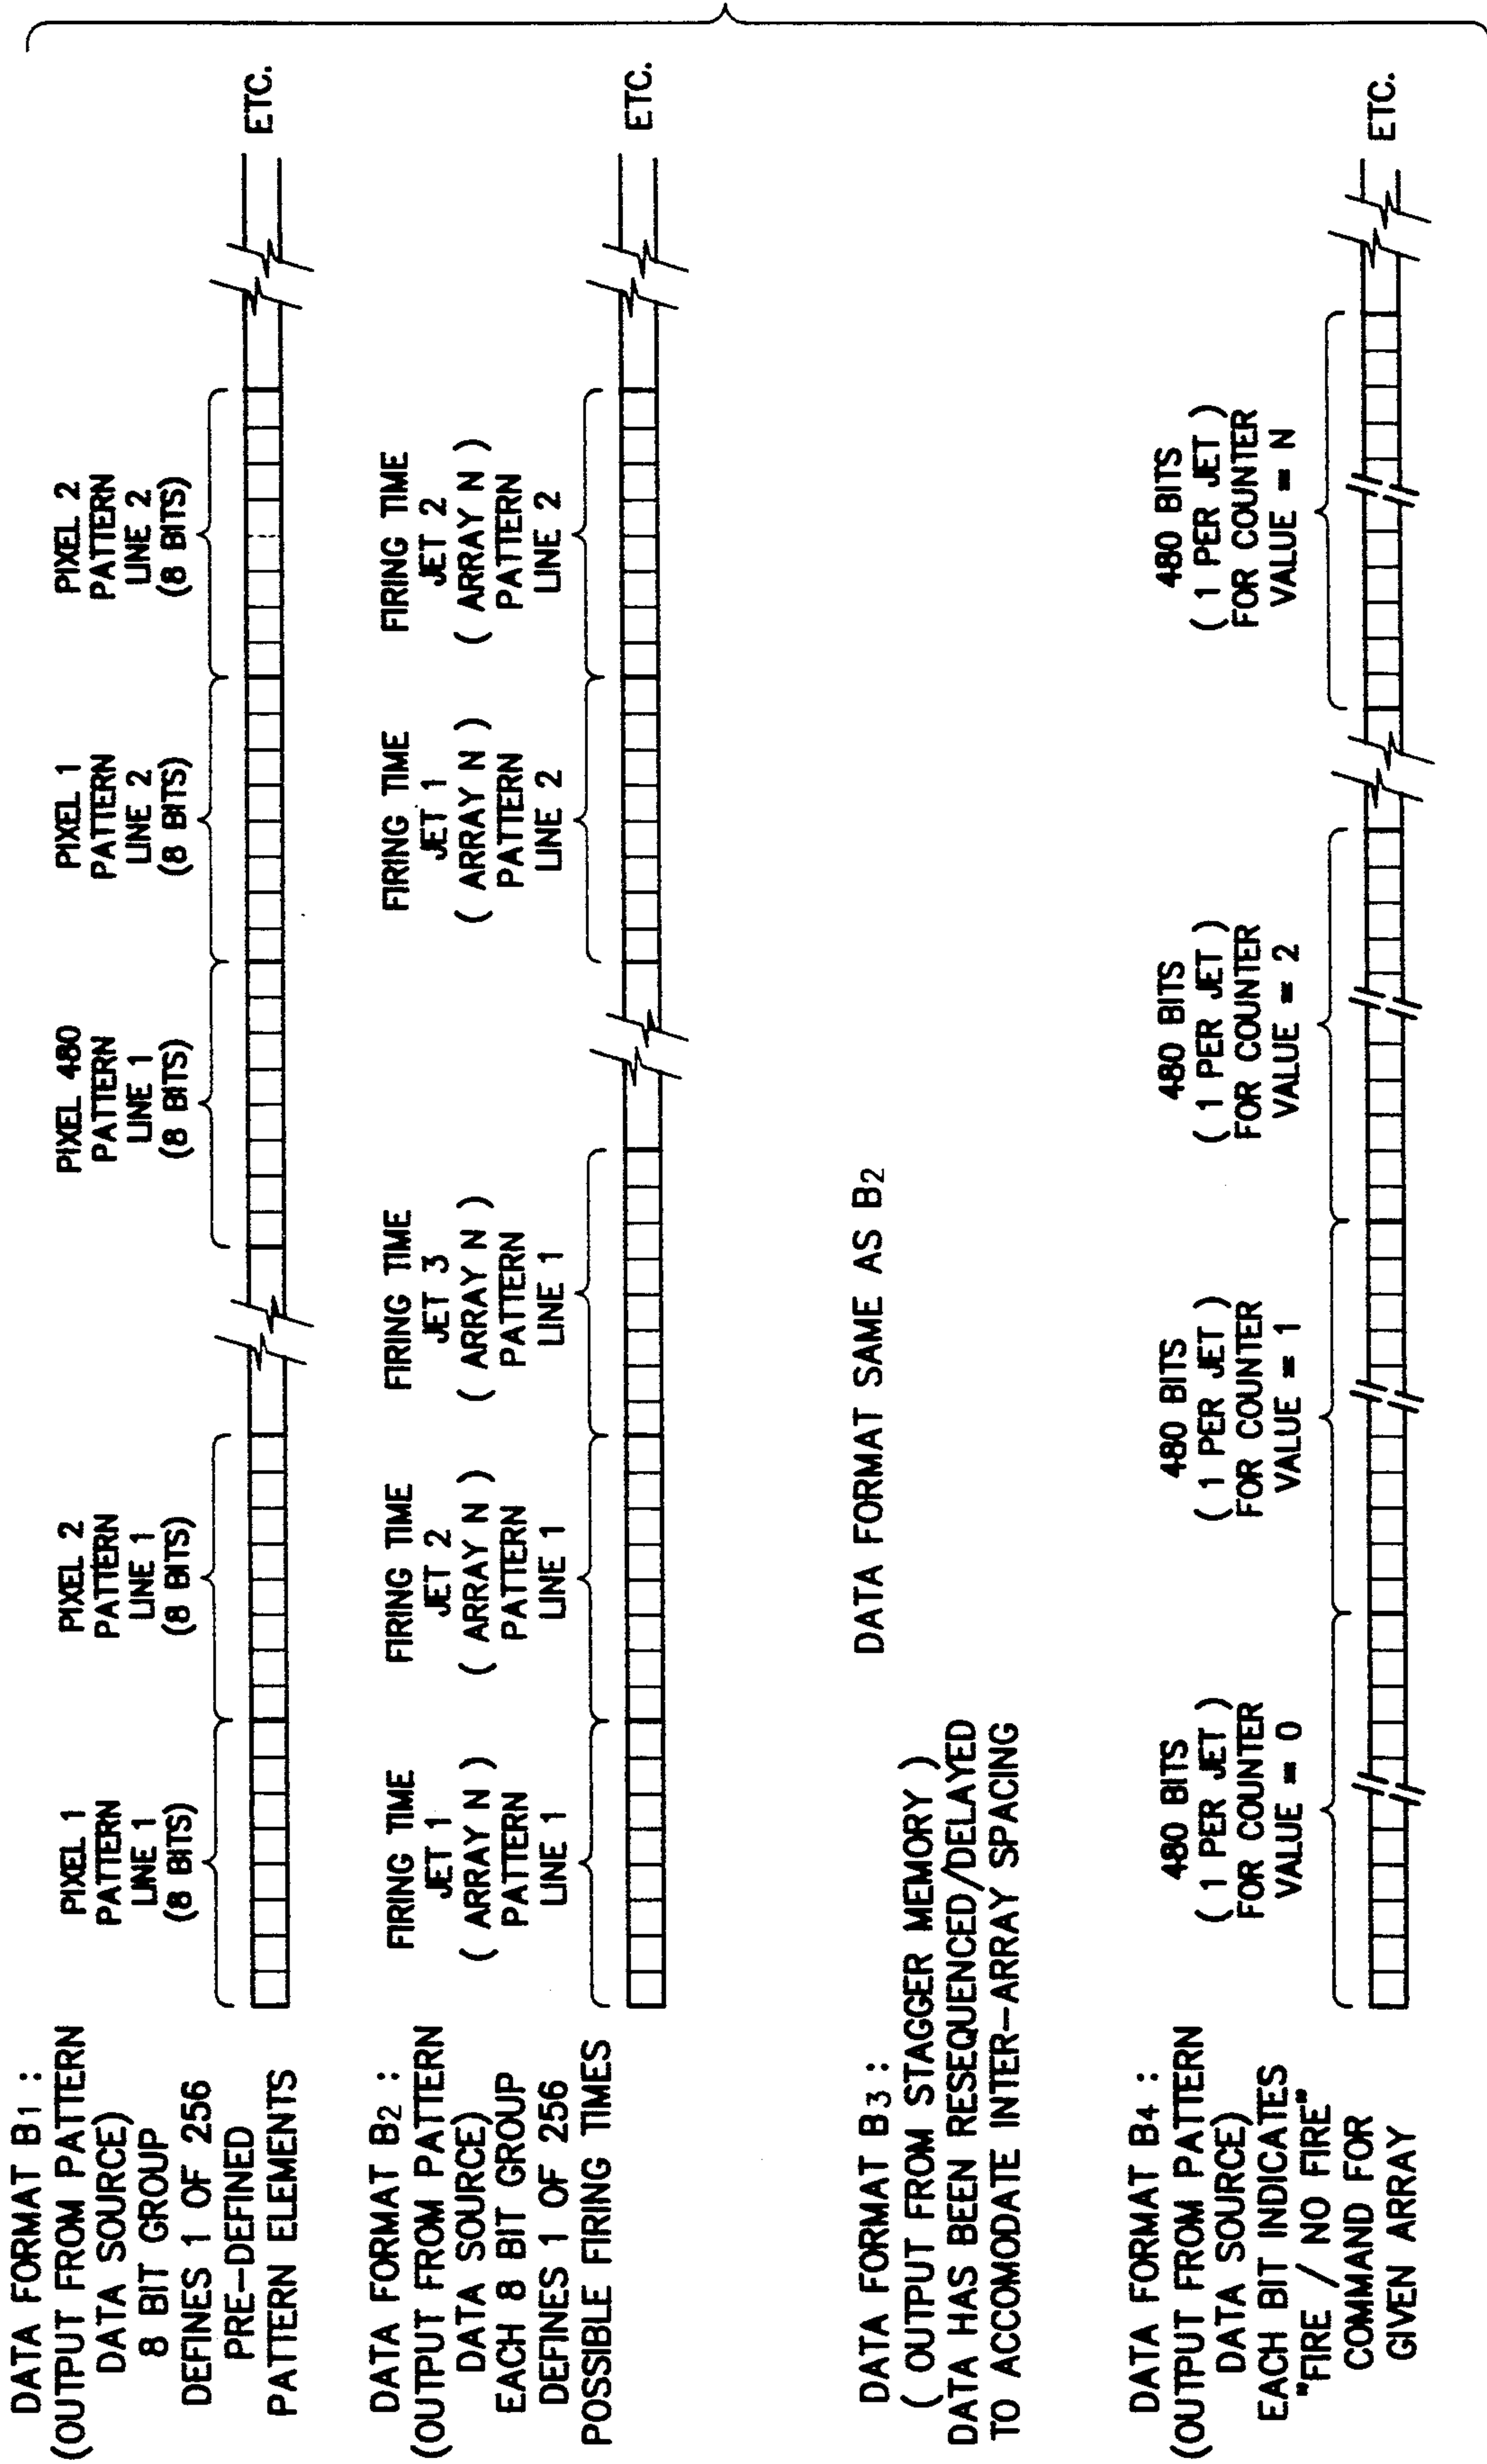 DATA FORMAT B1 :
(OUTPUT FROM PATTERN
DATA SOURCE)
8 BIT GROUP
DEFINES 1 OF 256
PRE-DEFINED
PATTERN ELEMENTS
PIXEL 1
PATTERN
LINE 1
(8 BITS)
PIXEL 2
PATTERN
LINE 1
(8 BITS)
PIXEL 480
PATTERN
LINE 1
(8 BITS)
PIXEL 1
PATTERN
LINE 2
(8 BITS)
PIXEL 2
PATTERN
LINE 2
(8 BITS)
ETC.
DATA FORMAT B2 :
(OUTPUT FROM PATTERN
DATA SOURCE)
EACH 8 BIT GROUP
DEFINES 1 OF 256
POSSIBLE FIRING TIMES
FIRING TIME
JET 1
( ARRAY N )
PATTERN
LINE 1
FIRING TIME
JET 2
( ARRAY N )
PATTERN
LINE 1
FIRING TIME
JET 3
( ARRAY N )
PATTERN
LINE 1
FIRING TIME
JET 1
( ARRAY N )
PATTERN
LINE 2
FIRING TIME
JET 2
( ARRAY N )
PATTERN
LINE 2
ETC.
DATA FORMAT B3 :
( OUTPUT FROM STAGGER MEMORY )
DATA HAS BEEN RESEQUENCED/DELAYED
TO ACCOMODATE INTER-ARRAY SPACING
DATA FORMAT SAME AS B2
DATA FORMAT B4 :
(OUTPUT FROM PATTERN
DATA SOURCE)
EACH BIT INDICATES
"FIRE / NO FIRE"
COMMAND FOR
GIVEN ARRAY
480 BITS
( 1 PER JET )
FOR COUNTER
VALUE = 0
480 BITS
( 1 PER JET )
FOR COUNTER
VALUE = 1
480 BITS
( 1 PER JET )
FOR COUNTER
VALUE = 2
480 BITS
( 1 PER JET )
FOR COUNTER
VALUE = N
ETC.